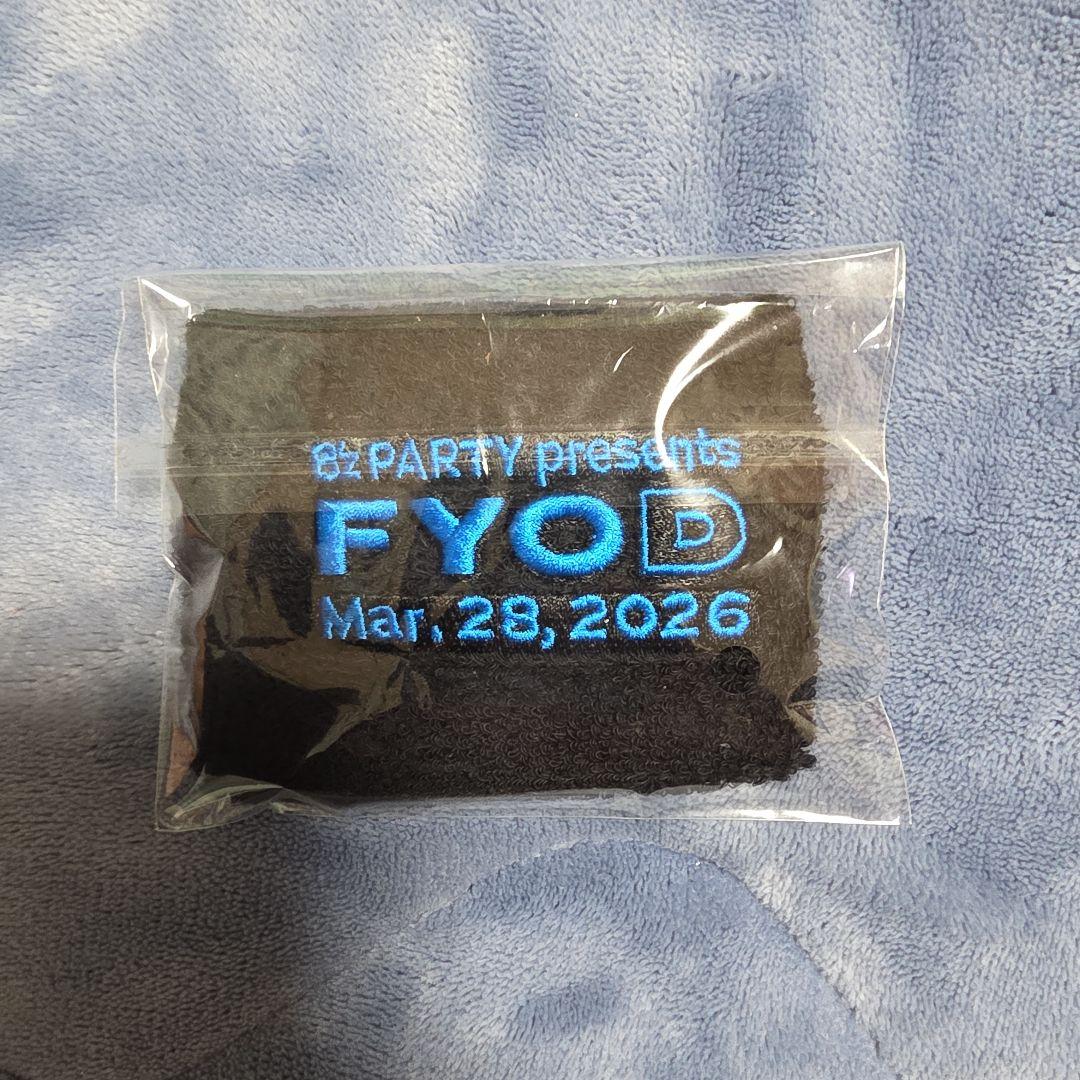 B'z PARTY presents
FYOD
Mar. 28, 2026